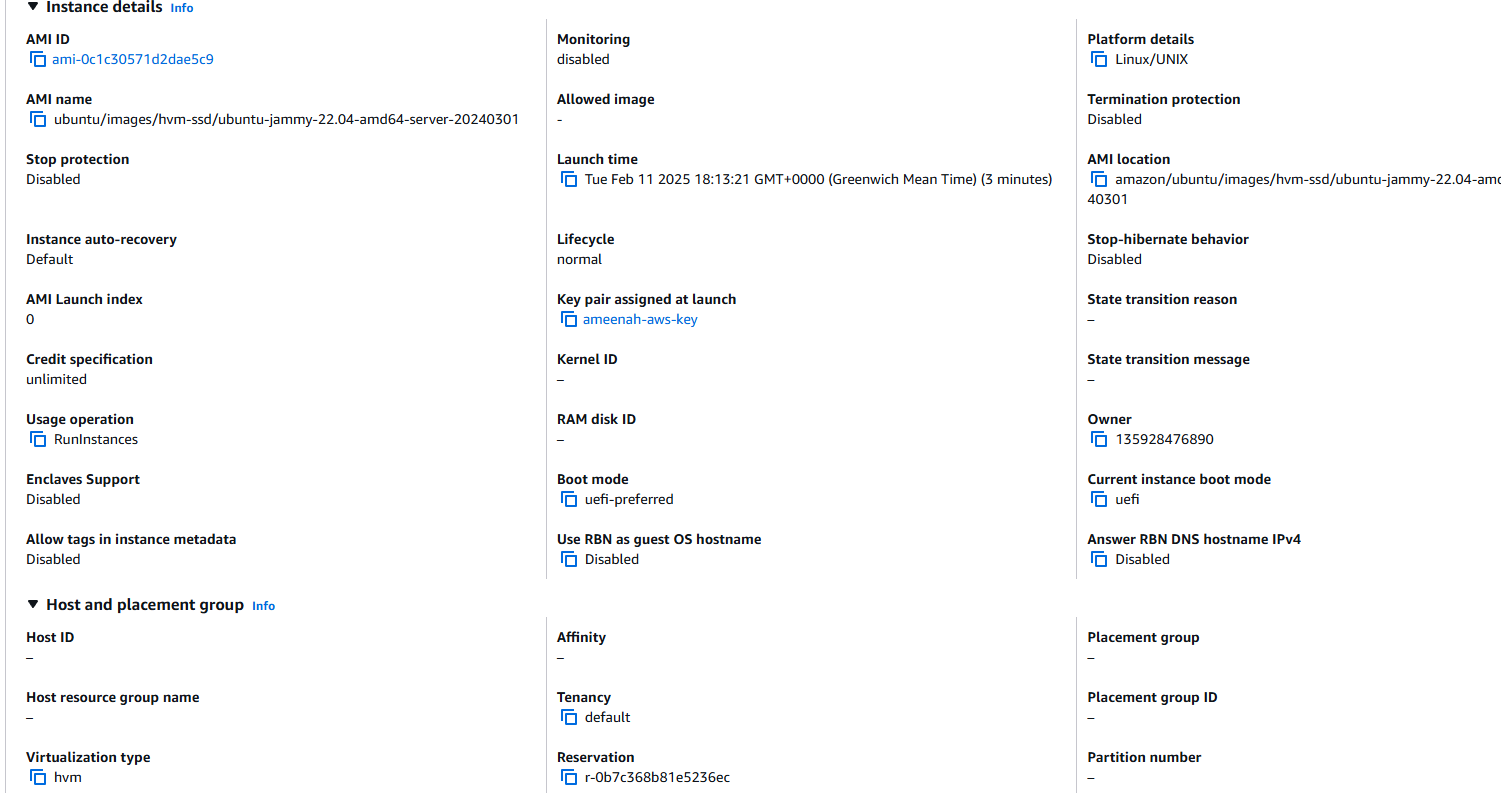 Instance details Info
AMI ID
ami-0c1c30571d2dae5c9
Monitoring
disabled
Platform details
Linux/UNIX
AMI name
ubuntu/images/hvm-ssd/ubuntu-jammy-22.04-amd64-server-20240301
Allowed image
-
Termination protection
Disabled
Stop protection
Disabled
Launch time
Tue Feb 11 2025 18:13:21 GMT+0000 (Greenwich Mean Time) (3 minutes)
AMI location
amazon/ubuntu/images/hvm-ssd/ubuntu-jammy-22.04-amd
40301
Instance auto-recovery
Default
Lifecycle
normal
Stop-hibernate behavior
Disabled
AMI Launch index
0
Key pair assigned at launch
ameenah-aws-key
State transition reason
–
Credit specification
unlimited
Kernel ID
–
State transition message
–
Usage operation
RunInstances
RAM disk ID
–
Owner
135928476890
Enclaves Support
Disabled
Boot mode
uefi-preferred
Current instance boot mode
uefi
Allow tags in instance metadata
Disabled
Use RBN as guest OS hostname
Disabled
Answer RBN DNS hostname IPv4
Disabled
Host and placement group Info
Host ID
–
Affinity
–
Placement group
–
Host resource group name
–
Tenancy
default
Placement group ID
–
Virtualization type
hvm
Reservation
r-0b7c368b81e5236ec
Partition number
–